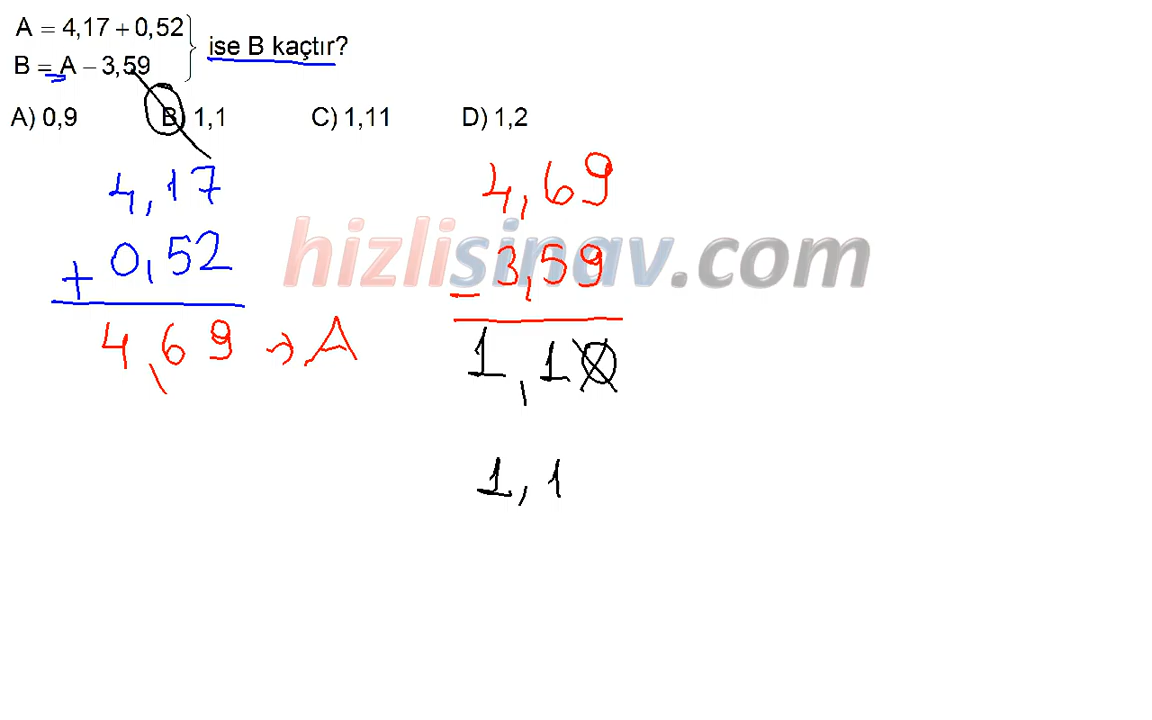 A = 4,17 + 0,52
B = A − 3,59
ise B kaçtır?
A) 0,9 B) 1,1 C) 1,11 D) 1,2
4,17
+ 0,52
4,69 → A
4,69
- 3,59
1,10
1,1
hizlisinav.com